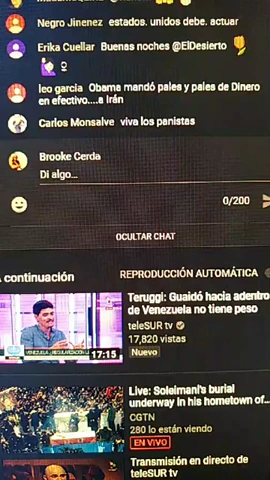 Negro Jinenez estados. unidos debe. actuar
Erika Cuellar Buenas noches @ElDesierto
leo garcia Obama mandó palea y pales de Dinero
en efectivo....a Irán
Carlos Monsalve viva los panistas
Brooke Cerda
Di algo...
0/200
OCULTAR CHAT
continuación
REPRODUCCIÓN AUTOMÁTICA
Teruggi: Guaidó hacia adentro
de Venezuela no tiene peso
teleSUR tv
17,820 vistas
Nuevo
17:15
Live: Soleimani's burial
underway in his hometown of...
CGTN
280 lo están viendo
EN VIVO
Transmisión en directo de
teleSUR tv